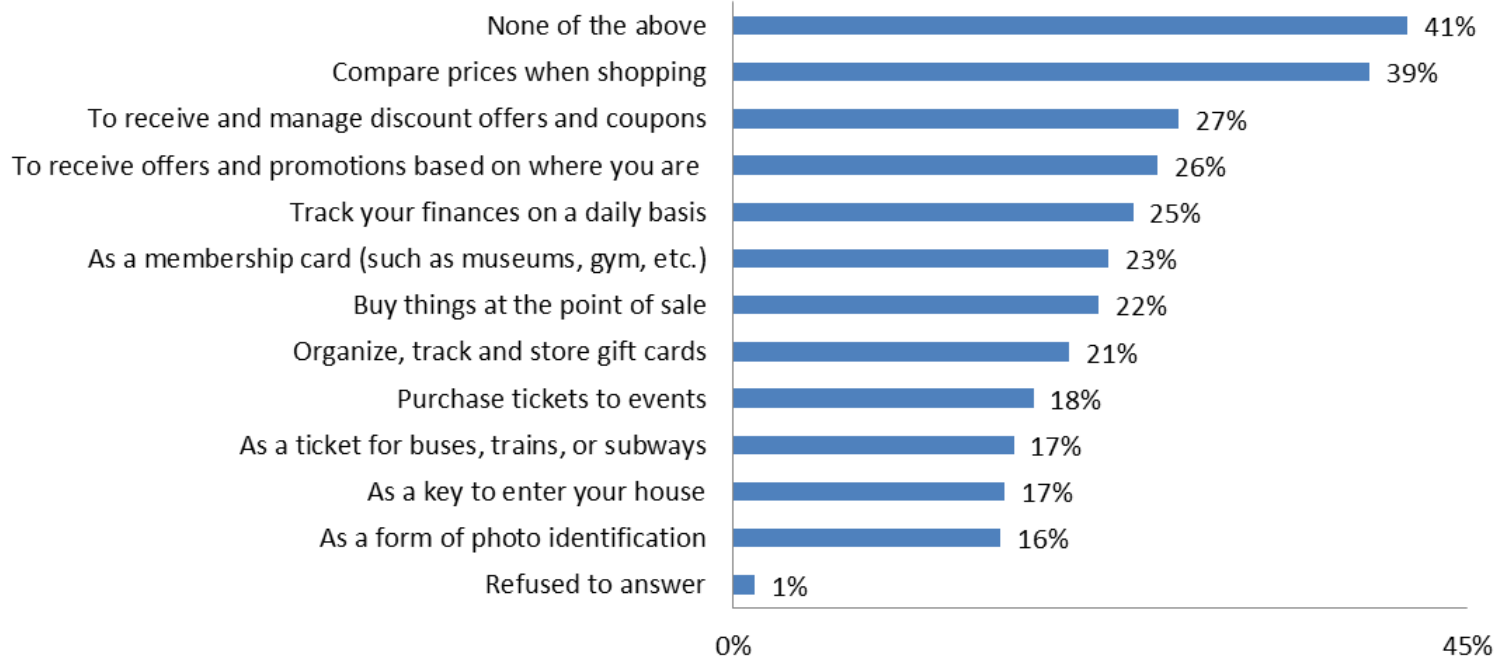 None of the above 41%
Compare prices when shopping 39%
To receive and manage discount offers and coupons 27%
To receive offers and promotions based on where you are 26%
Track your finances on a daily basis 25%
As a membership card (such as museums, gym, etc.) 23%
Buy things at the point of sale 22%
Organize, track and store gift cards 21%
Purchase tickets to events 18%
As a ticket for buses, trains, or subways 17%
As a key to enter your house 17%
As a form of photo identification 16%
Refused to answer 1%
0% 45%